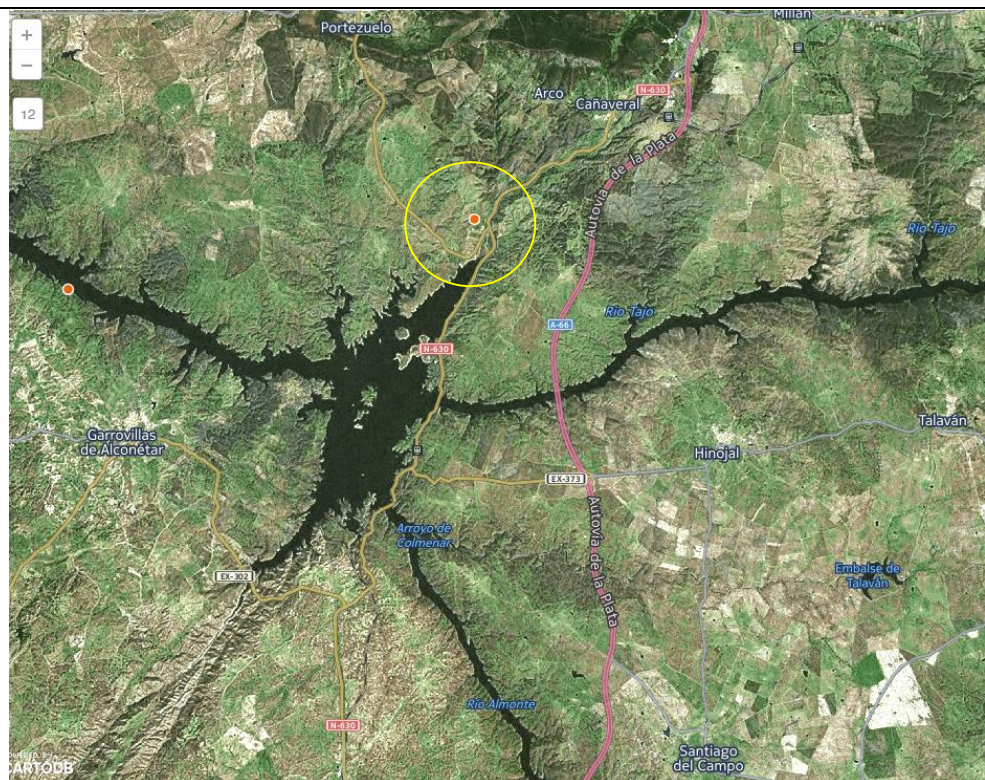 +
−
12
Portezuelo
Millán
Arco
Cañaveral
N-630
Autovía de la Plata
Río Tajo
Río Tajo
A-66
N-630
Garrovillas
de Alconétar
Talaván
Hinojal
EX-373
Autovía de la Plata
Arroyo de
Colmenar
Embalse de
Talaván
EX-302
Río Almonte
N-630
Santiago
del Campo
CARTODB